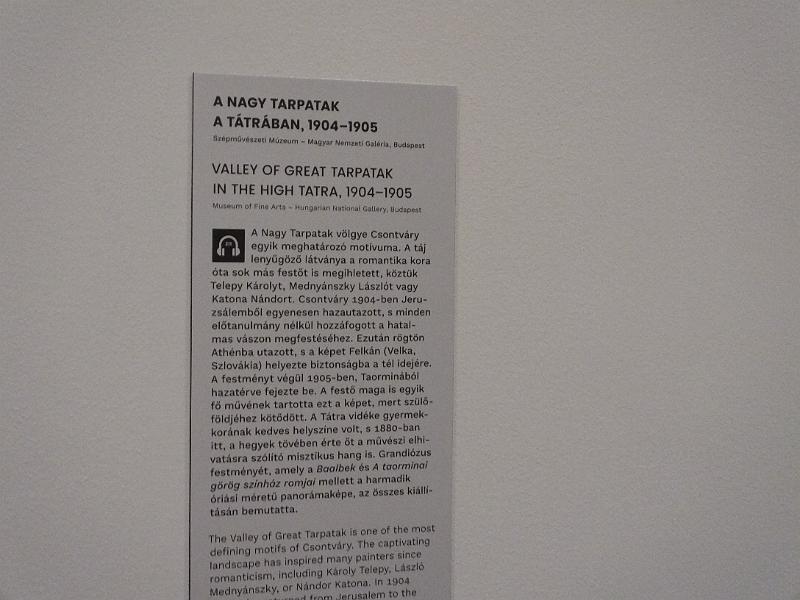 A NAGY TARPATAK
A TÁTRÁBAN, 1904–1905
Szépművészeti Múzeum – Magyar Nemzeti Galéria, Budapest
VALLEY OF GREAT TARPATAK
IN THE HIGH TATRA, 1904–1905
Museum of Fine Arts – Hungarian National Gallery, Budapest
A Nagy Tarpatak völgye Csontváry
egyik meghatározó motívuma. A táj
lenyűgöző látványa a romantika kora
óta sok más festőt is megihletett, köztük
Telepy Károlyt, Mednyánszky Lászlót vagy
Katona Nándort. Csontváry 1904-ben Jeru-
zsálemből egyenesen hazautazott, s minden
előtanulmány nélkül hozzáfogott a hatal-
mas vászon megfestéséhez. Ezután rögtön
Athénba utazott, s a képet Felkán (Velka,
Szlovákia) helyezte biztonságba a tél idejére.
A festményt végül 1905-ben, Taorminából
hazatérve fejezte be. A festő maga is egyik
fő művének tartotta ezt a képet, mert szülő-
földjéhez kötődött. A Tátra vidéke gyermek-
korának kedves helyszíne volt, s 1880-ban
itt, a hegyek tövében érte őt a művészi elhi-
vatásra szólító misztikus hang is. Grandiózus
festményét, amely a Baalbek és A taorminai
görög színház romjai mellett a harmadik
óriási méretű panorámaképe, az összes kiállí-
tásán bemutatta.
The Valley of Great Tarpatak is one of the most
defining motifs of Csontváry. The captivating
landscape has inspired many painters since
romanticism, including Károly Telepy, László
Mednyánszky, or Nándor Katona. In 1904
returned from Jerusalem to the